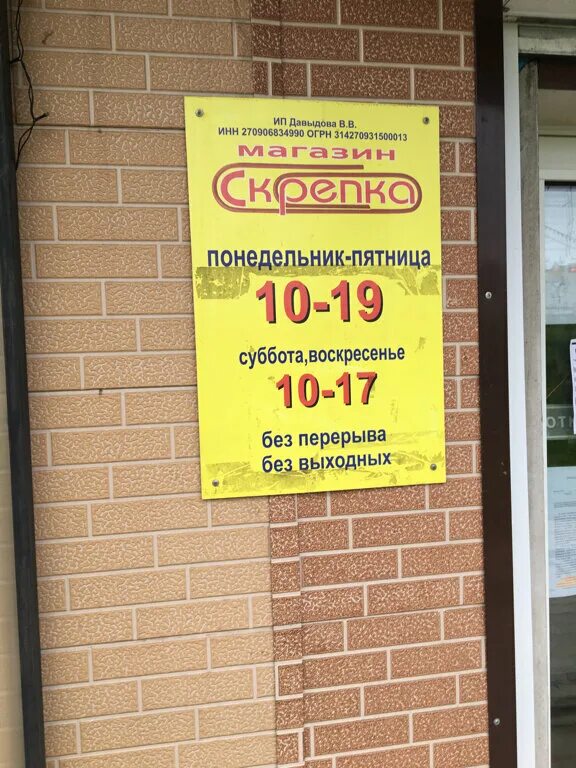 ИП Давыдова В.В.
ИНН 270906834990 ОГРН 314270931500013
магазин
Скрепка
понедельник-пятница
10-19
суббота,воскресенье
10-17
без перерыва
без выходных